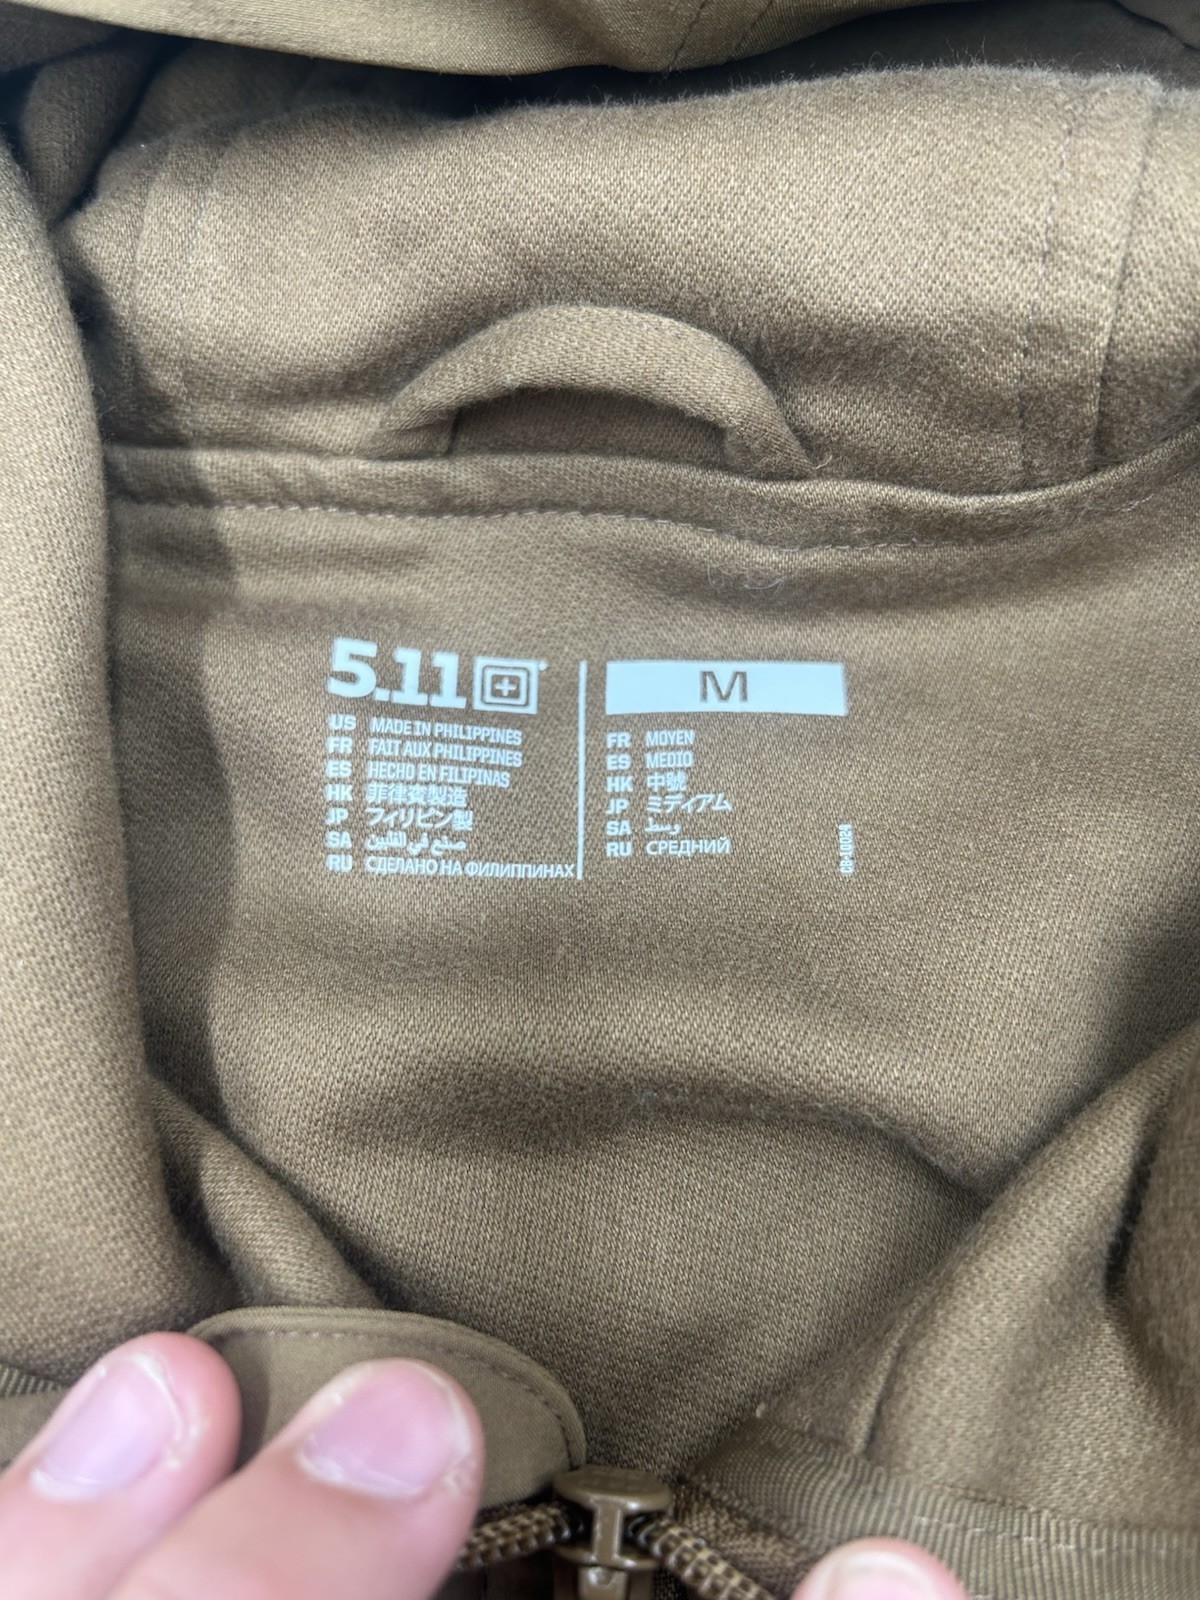 5.11
US MADE IN PHILIPPINES
FR FAIT AUX PHILIPPINES
ES HECHO EN FILIPINAS
HK 菲律賓製造
JP フィリピン製
SA صنع في الفلبين
RU СДЕЛАНО НА ФИЛИППИНАХ
M
FR MOYEN
ES MEDIO
HK 中號
JP ミディアム
SA وسط
RU СРЕДНИЙ
CB-10024